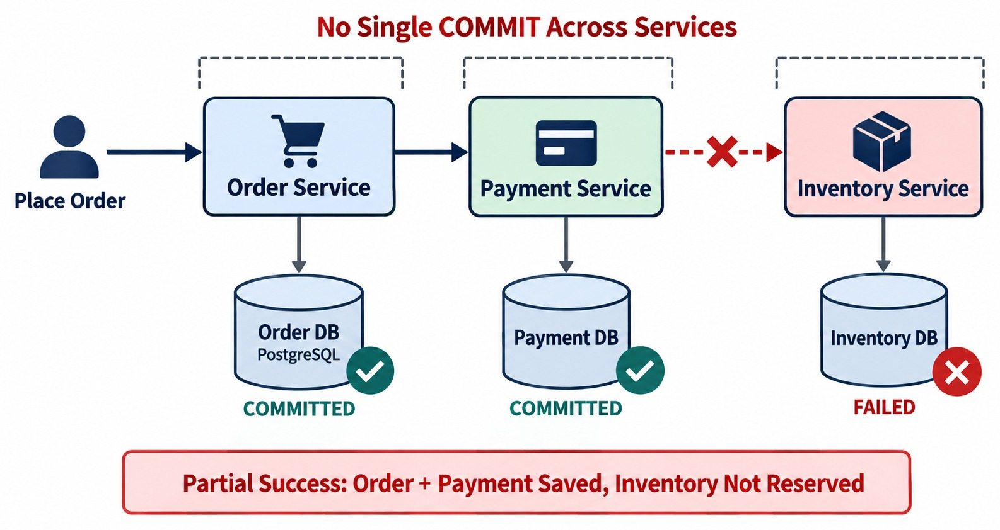 No Single COMMIT Across Services
Place Order
Order Service
Payment Service
Inventory Service
Order DB
PostgreSQL
Payment DB
Inventory DB
COMMITTED
COMMITTED
FAILED
Partial Success: Order + Payment Saved, Inventory Not Reserved